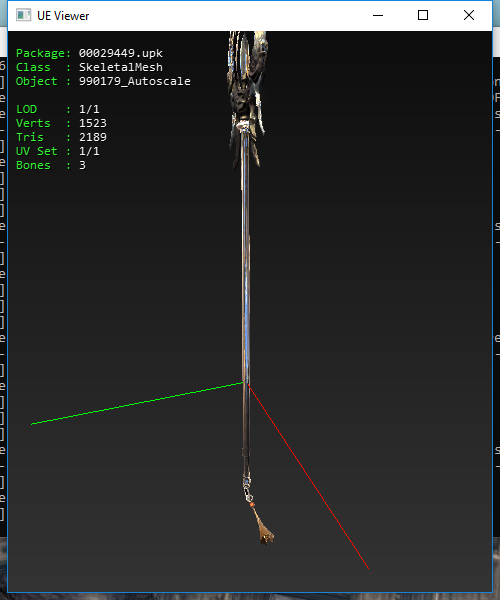 UE Viewer
Package: 00029449.upk
Class  : SkeletalMesh
Object : 990179_Autoscale
LOD    : 1/1
Verts  : 1523
Tris   : 2189
UV Set : 1/1
Bones  : 3